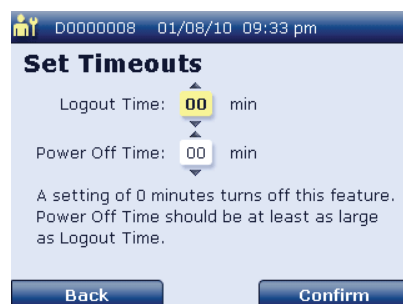 D0000008 01/08/10 09:33 pm
Set Timeouts
Logout Time: 00 min
Power Off Time: 00 min
A setting of 0 minutes turns off this feature.
Power Off Time should be at least as large
as Logout Time.
Back Confirm